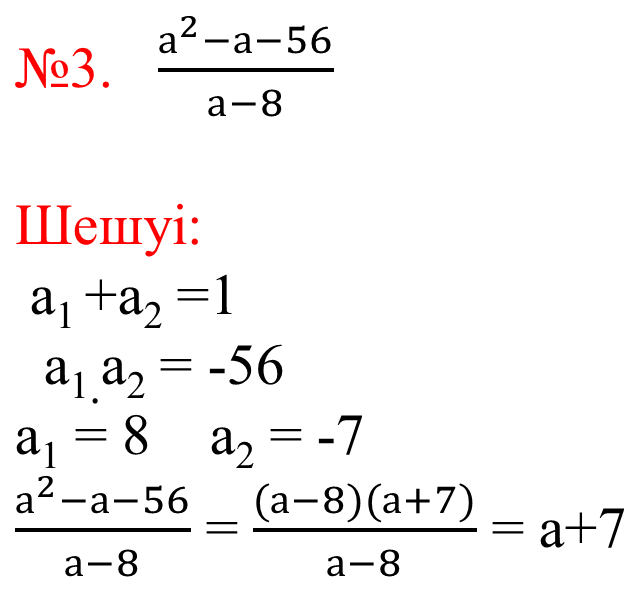 №3. (a²−a−56)/(a−8)
Шешуі:
a₁ +a₂ =1
a₁.a₂ = -56
a₁ = 8 a₂ = -7
(a²−a−56)/(a−8) = ((a−8)(a+7))/(a−8) = a+7